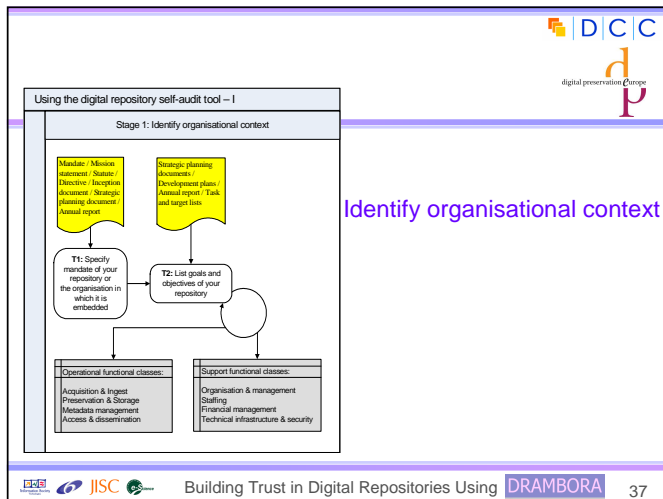 D|C|C
digital preservation europe
dp
Using the digital repository self-audit tool – I
Stage 1: Identify organisational context
Mandate / Mission
statement / Statute /
Directive / Inception
document / Strategic
planning document /
Annual report
Strategic planning
documents /
Development plans /
Annual report / Task
and target lists
Identify organisational context
T1: Specify
mandate of your
repository or
the organisation in
which it is
embedded
T2: List goals and
objectives of your
repository
Operational functional classes:
Acquisition & Ingest
Preservation & Storage
Metadata management
Access & dissemination
Support functional classes:
Organisation & management
Staffing
Financial management
Technical infrastructure & security
Information Society
JISC
e-Science
Building Trust in Digital Repositories Using DRAMBORA
37